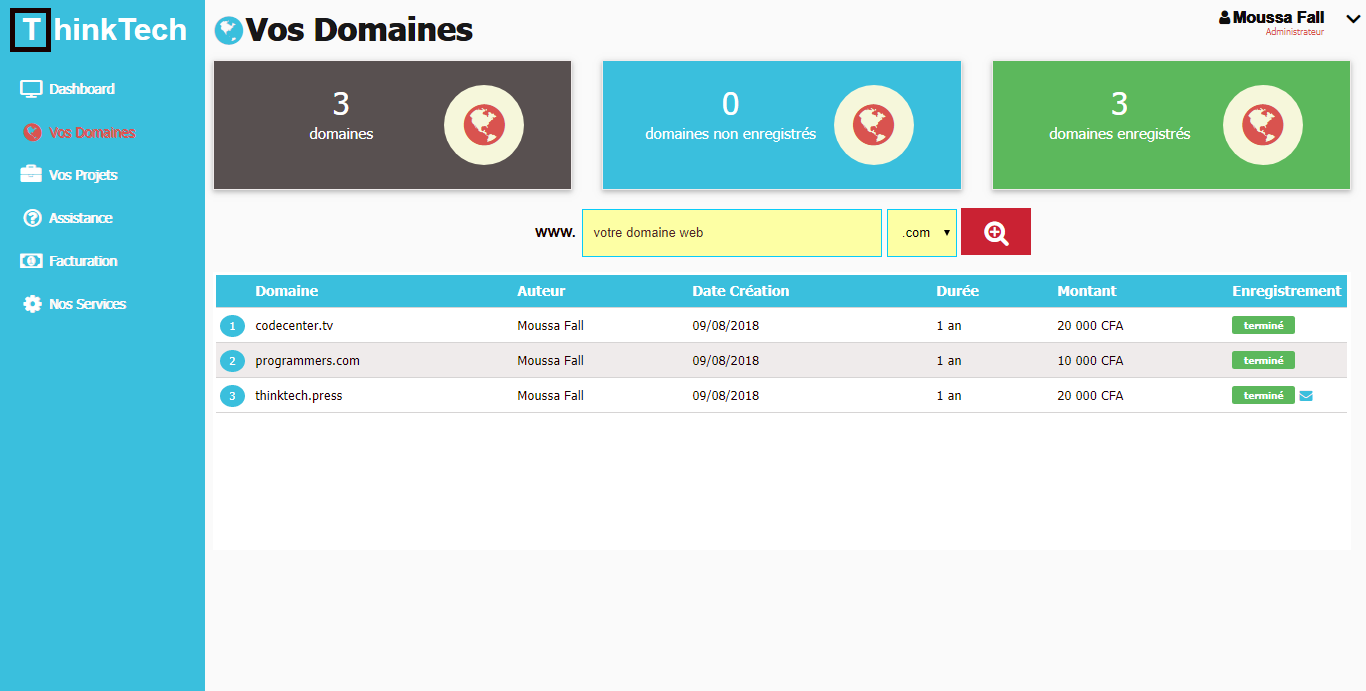 ThinkTech
Dashboard
Vos Domaines
Vos Projets
Assistance
Facturation
Nos Services
Vos Domaines
Moussa Fall
Administrateur
3
domaines
0
domaines non enregistrés
3
domaines enregistrés
www. votre domaine web .com
Domaine Auteur Date Création Durée Montant Enregistrement
1 codecenter.tv Moussa Fall 09/08/2018 1 an 20 000 CFA terminé
2 programmers.com Moussa Fall 09/08/2018 1 an 10 000 CFA terminé
3 thinktech.press Moussa Fall 09/08/2018 1 an 20 000 CFA terminé